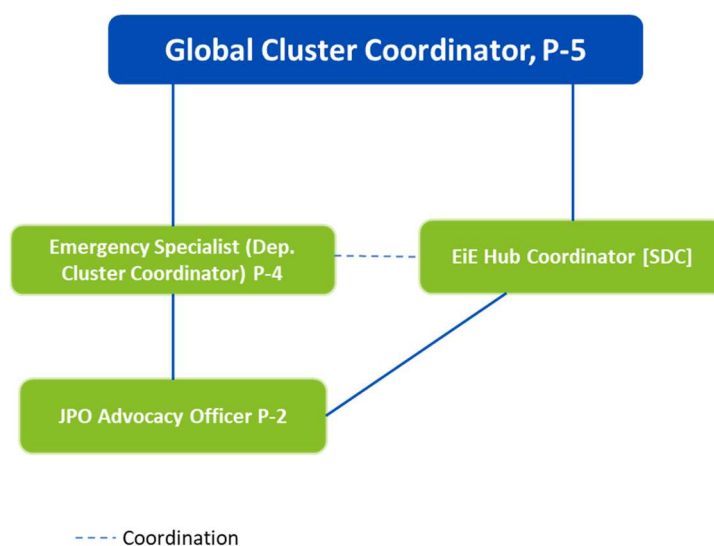 Global Cluster Coordinator, P-5
Emergency Specialist (Dep.
Cluster Coordinator) P-4
EiE Hub Coordinator [SDC]
JPO Advocacy Officer P-2
Coordination